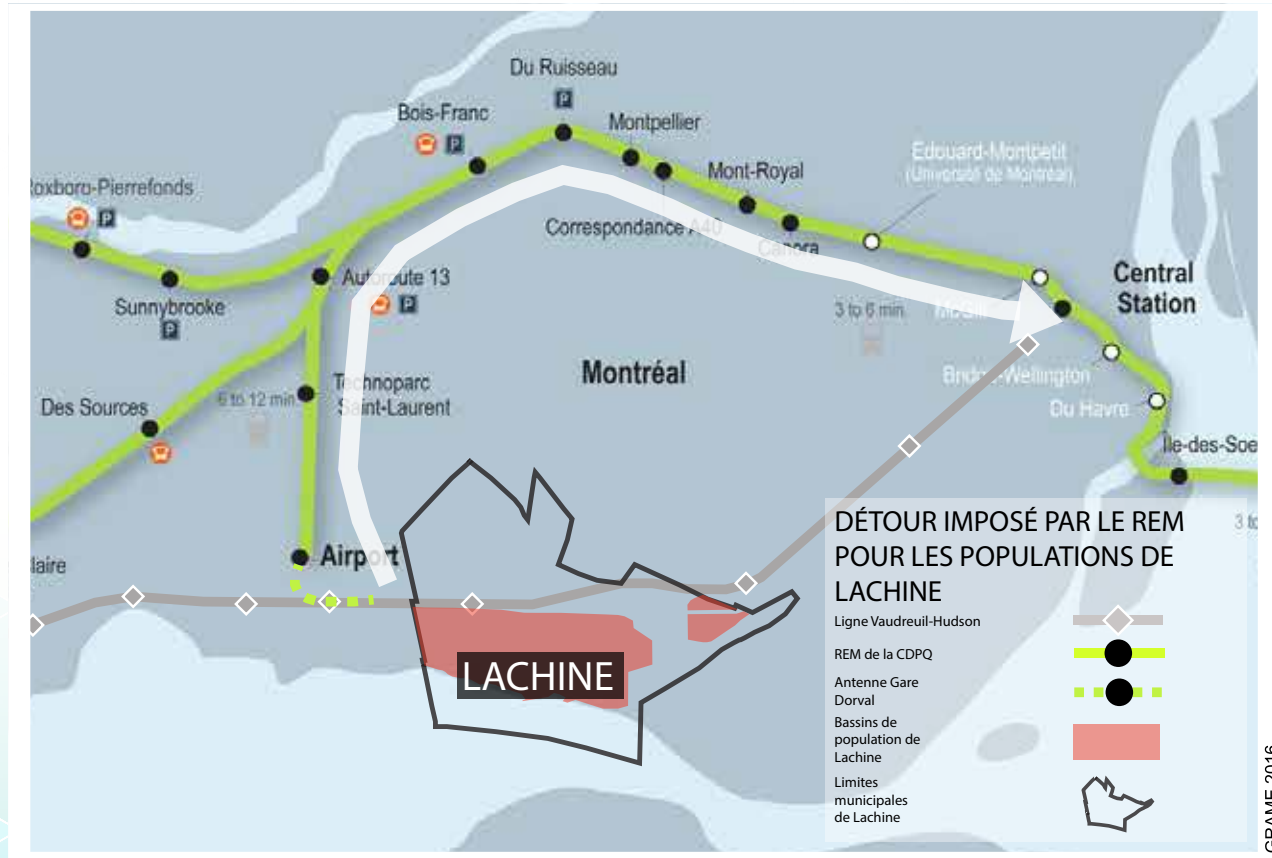 Du Ruisseau
P
Bois-Franc
P
Montpellier
Mont-Royal
Edouard-Montpetit
(Université de Montréal)
Roxboro-Pierrefonds
P
Correspondance A40
Canora
Sunnybrooke
P
Autoroute 13
P
Central
Station
3 to 6 min.
McGill
Montréal
Technoparc
Saint-Laurent
6 to 12 min.
Des Sources
Bridge-Wellington
Du Havre
Île-des-Soe
Airport
laire
3 to
LACHINE
DÉTOUR IMPOSÉ PAR LE REM
POUR LES POPULATIONS DE
LACHINE
Ligne Vaudreuil-Hudson
REM de la CDPQ
Antenne Gare
Dorval
Bassins de
population de
Lachine
Limites
municipales
de Lachine
GRAME 2016